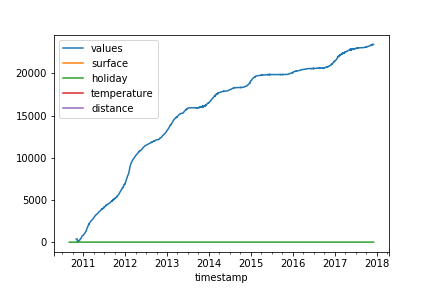 values
surface
holiday
temperature
distance
20000
15000
10000
5000
0
2011 2012 2013 2014 2015 2016 2017 2018
timestamp